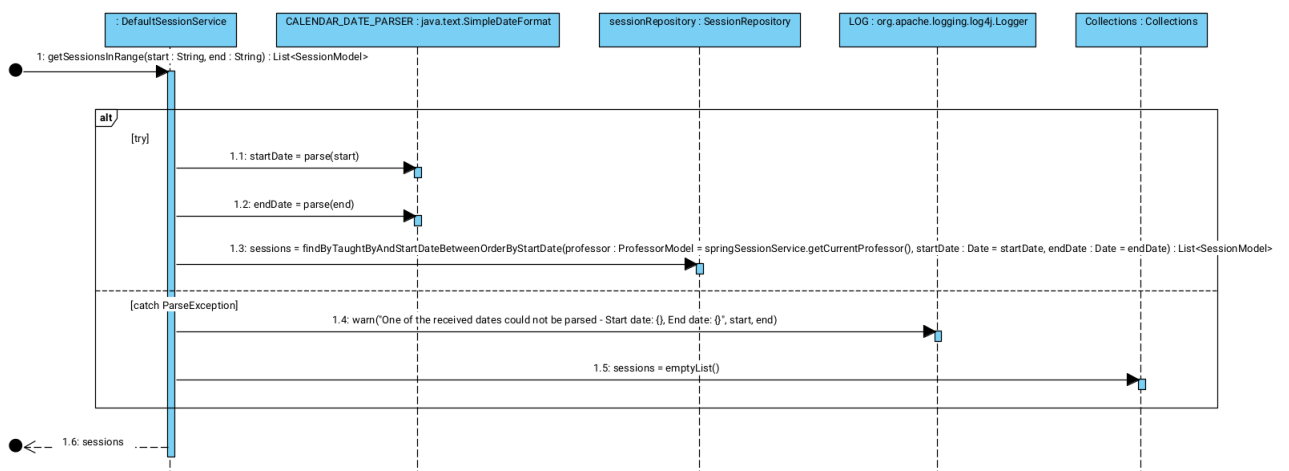 : DefaultSessionService
CALENDAR_DATE_PARSER : java.text.SimpleDateFormat
sessionRepository : SessionRepository
LOG : org.apache.logging.log4j.Logger
Collections : Collections
1: getSessionsInRange(start : String, end : String) : List<SessionModel>
alt
[try]
1.1: startDate = parse(start)
1.2: endDate = parse(end)
1.3: sessions = findByTaughtByAndStartDateBetweenOrderByStartDate(professor : ProfessorModel = springSessionService.getCurrentProfessor(), startDate : Date = startDate, endDate : Date = endDate) : List<SessionModel>
[catch ParseException]
1.4: warn("One of the received dates could not be parsed - Start date: {}, End date: {}", start, end)
1.5: sessions = emptyList()
1.6: sessions